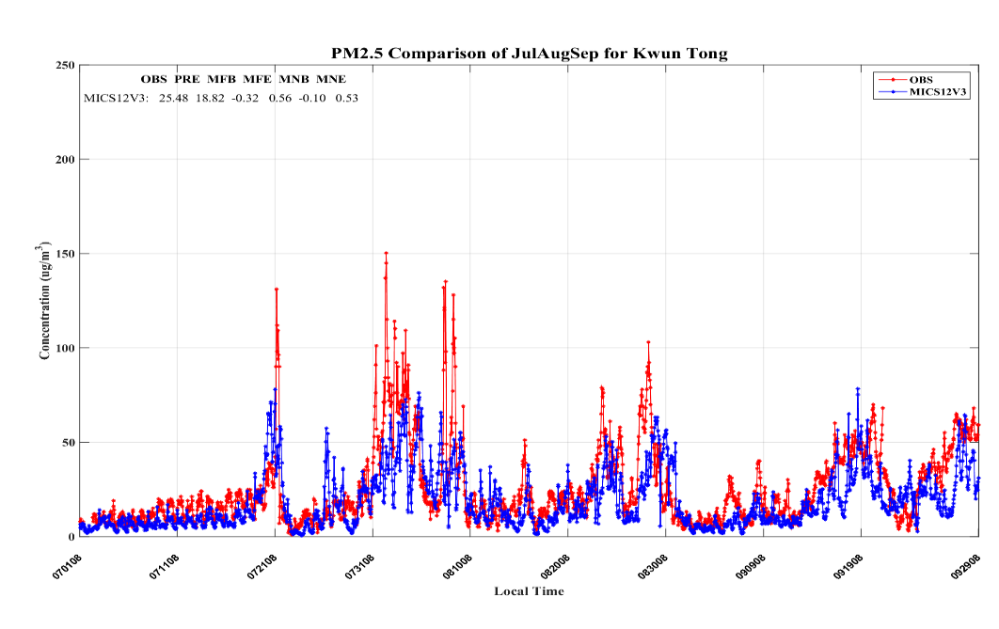 PM2.5 Comparison of JulAugSep for Kwun Tong
250
OBS PRE MFB MFE MNB MNE
MICS12V3: 25.48 18.82 -0.32 0.56 -0.10 0.53
OBS
MICS12V3
200
150
100
50
0
Concentration (ug/m³)
070108 071108 072108 073108 081008 082008 083008 090908 091908 092908
Local Time